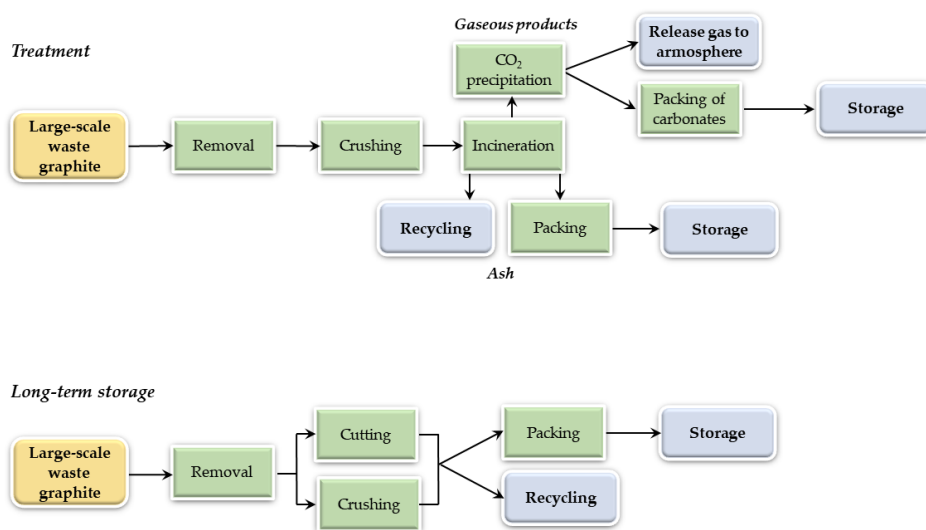 Gaseous products
Treatment
Release gas to
armosphere
CO₂
precipitation
Packing of
carbonates
Storage
Large-scale
waste
graphite
Removal
Crushing
Incineration
Recycling
Packing
Storage
Ash
Long-term storage
Cutting
Packing
Storage
Large-scale
waste
graphite
Removal
Crushing
Recycling